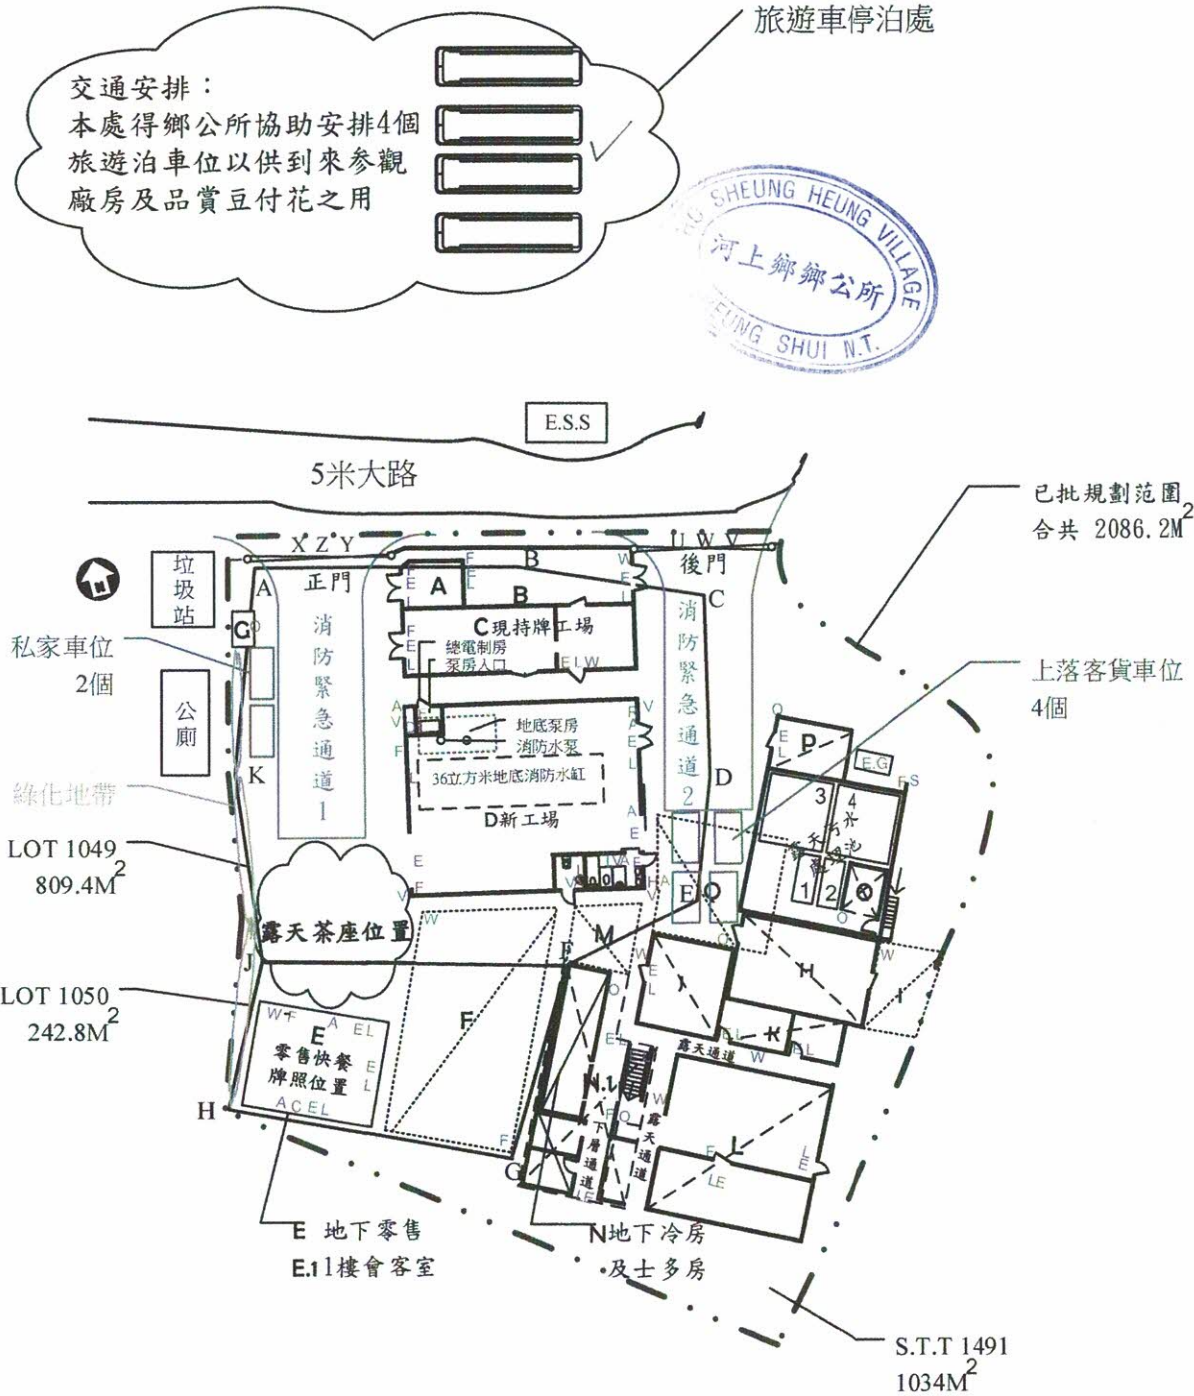 旅遊車停泊處
交通安排：
本處得鄉公所協助安排4個
旅遊泊車位以供到來參觀
廠房及品賞豆付花之用
SHEUNG HEUNG VILLAGE
河上鄉鄉公所
SHUI N.T.
E.S.S
5米大路
已批規劃范圍
合共 2086.2M²
X Z Y
B
U W V
正門
後門
垃圾站
N
A
A
B
C
G
C現持牌工場
總電制房
泵房入口
E L W
私家車位
2個
消防緊急通道1
消防緊急通道2
上落客貨車位
4個
公廁
地底泵房
消防水泵
36立方米地底消防水缸
D新工場
K
D
P
E.G
F S
3
4
1
2
綠化地帶
LOT 1049
809.4M²
露天茶座位置
E
Q
M
J
F
H
I
J
K
LOT 1050
242.8M²
F
W F A EL
E
零售快餐
牌照位置
A C E L
露天通道
W
N.1
下層通道
露天通道
L
H
G
E 地下零售
E.1 1樓會客室
N地下冷房
及士多房
S.T.T 1491
1034M²